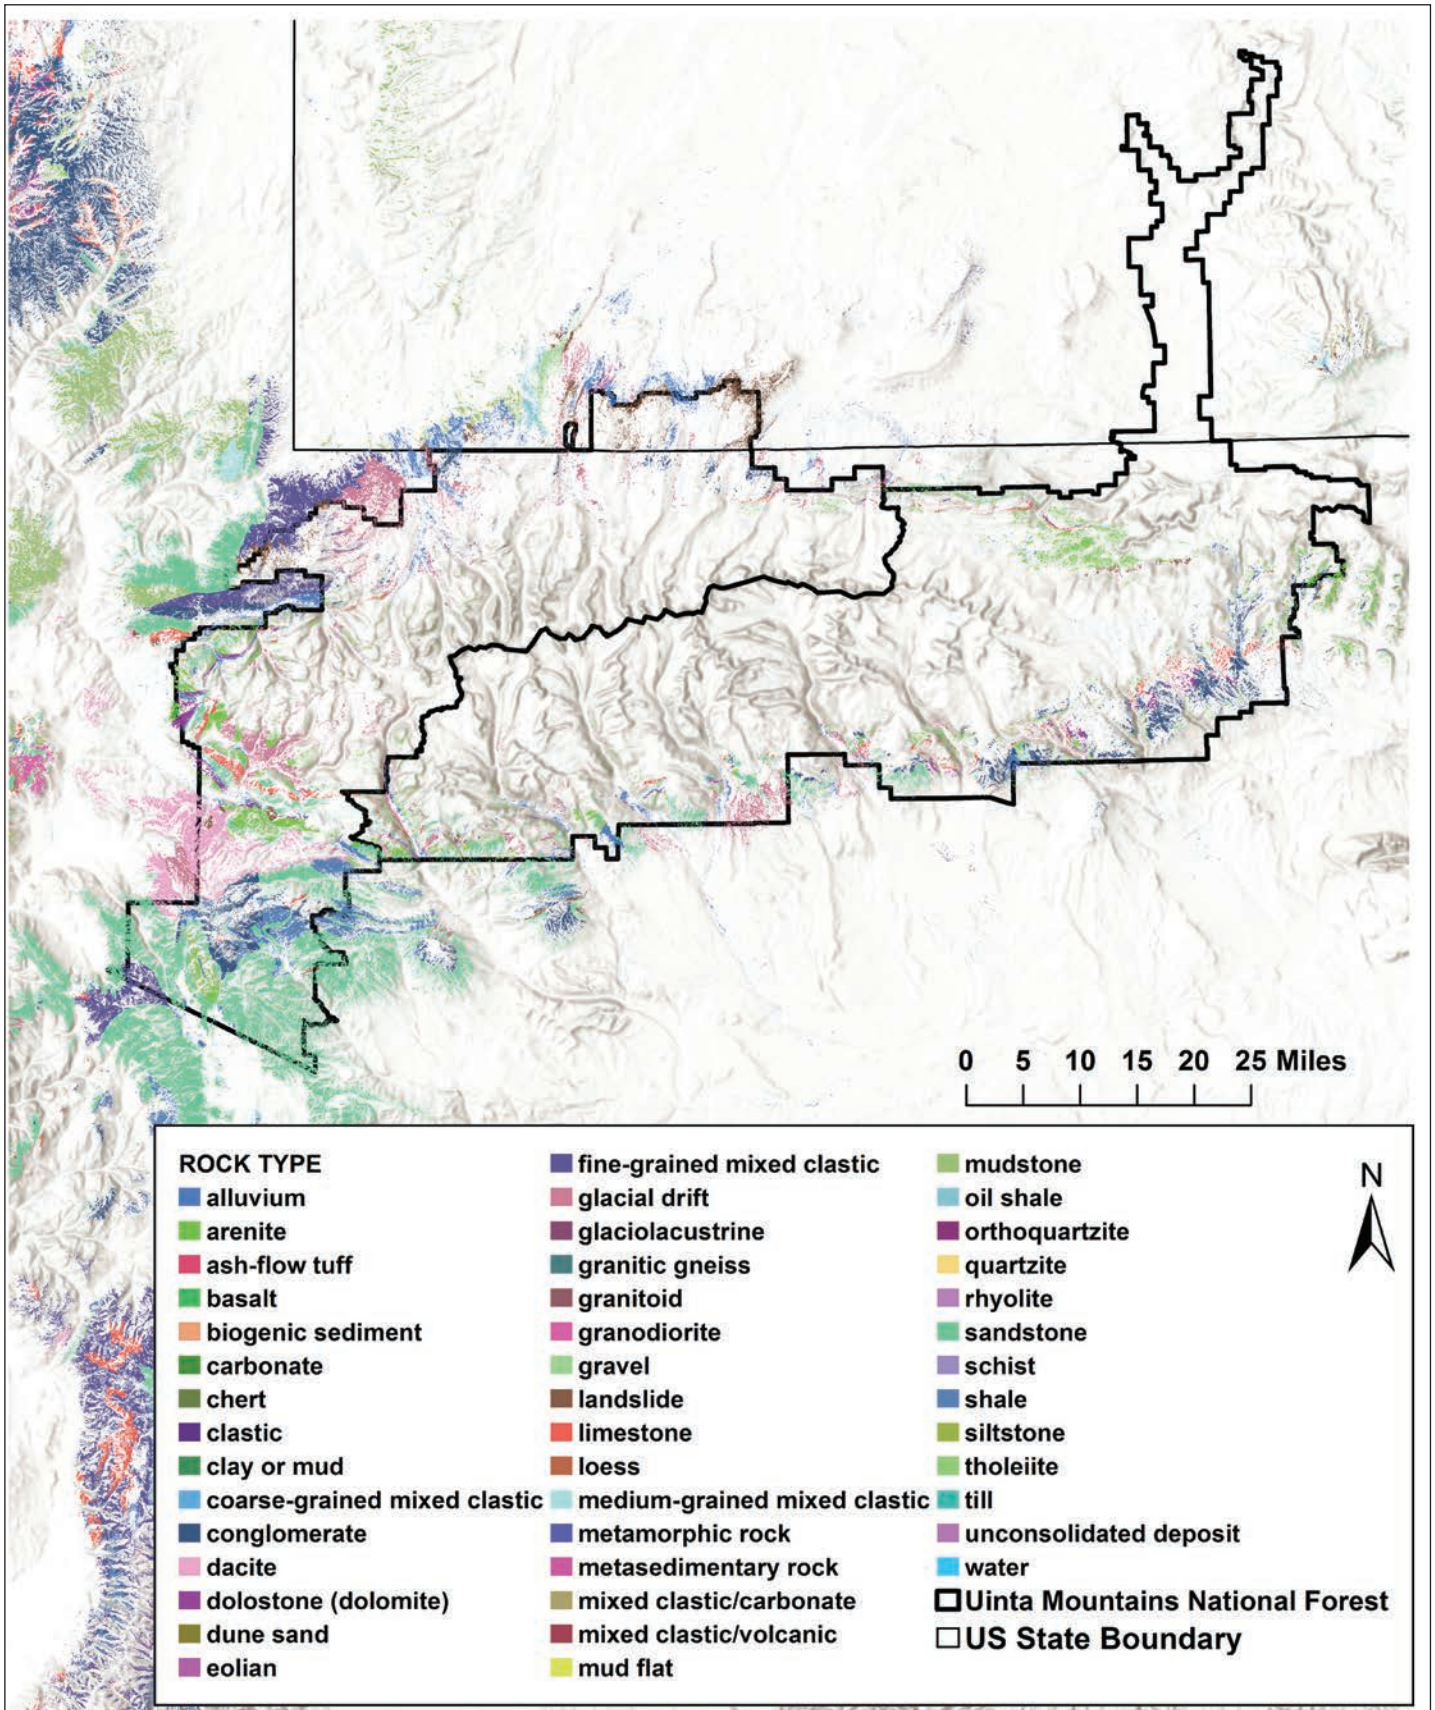 0 5 10 15 20 25 Miles
ROCK TYPE
alluvium
arenite
ash-flow tuff
basalt
biogenic sediment
carbonate
chert
clastic
clay or mud
coarse-grained mixed clastic
conglomerate
dacite
dolostone (dolomite)
dune sand
eolian
fine-grained mixed clastic
glacial drift
glaciolacustrine
granitic gneiss
granitoid
granodiorite
gravel
landslide
limestone
loess
medium-grained mixed clastic
metamorphic rock
metasedimentary rock
mixed clastic/carbonate
mixed clastic/volcanic
mud flat
mudstone
oil shale
orthoquartzite
quartzite
rhyolite
sandstone
schist
shale
siltstone
tholeiite
till
unconsolidated deposit
water
Uinta Mountains National Forest
US State Boundary
N